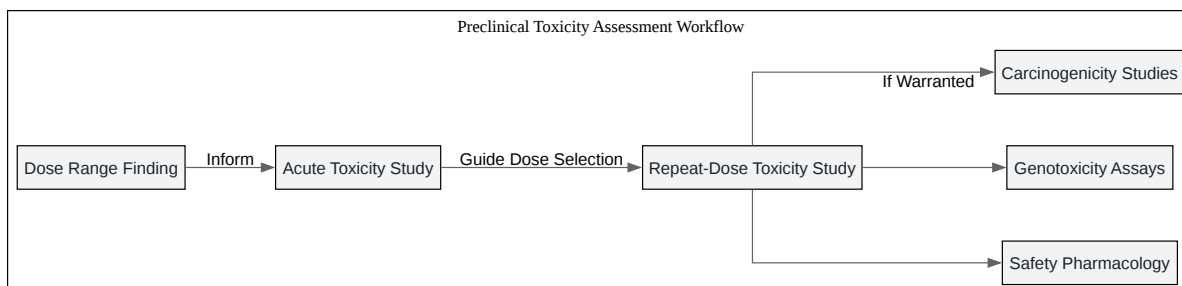 Preclinical Toxicity Assessment Workflow
If Warranted
Carcinogenicity Studies
Dose Range Finding
Inform
Acute Toxicity Study
Guide Dose Selection
Repeat-Dose Toxicity Study
Genotoxicity Assays
Safety Pharmacology